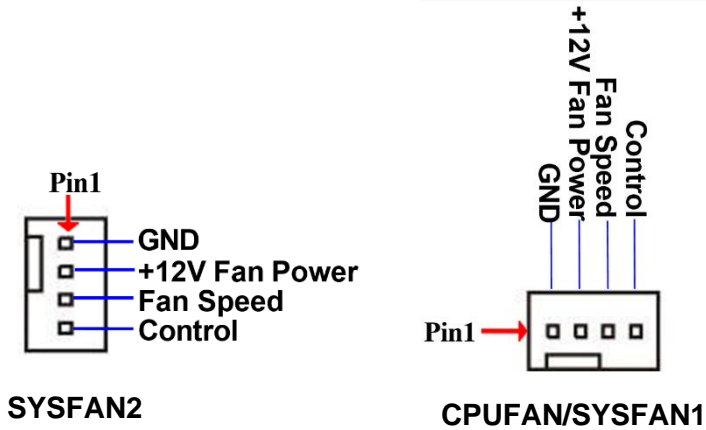 Pin1
GND
+12V Fan Power
Fan Speed
Control
SYSFAN2
GND
+12V Fan Power
Fan Speed
Control
Pin1
CPUFAN/SYSFAN1